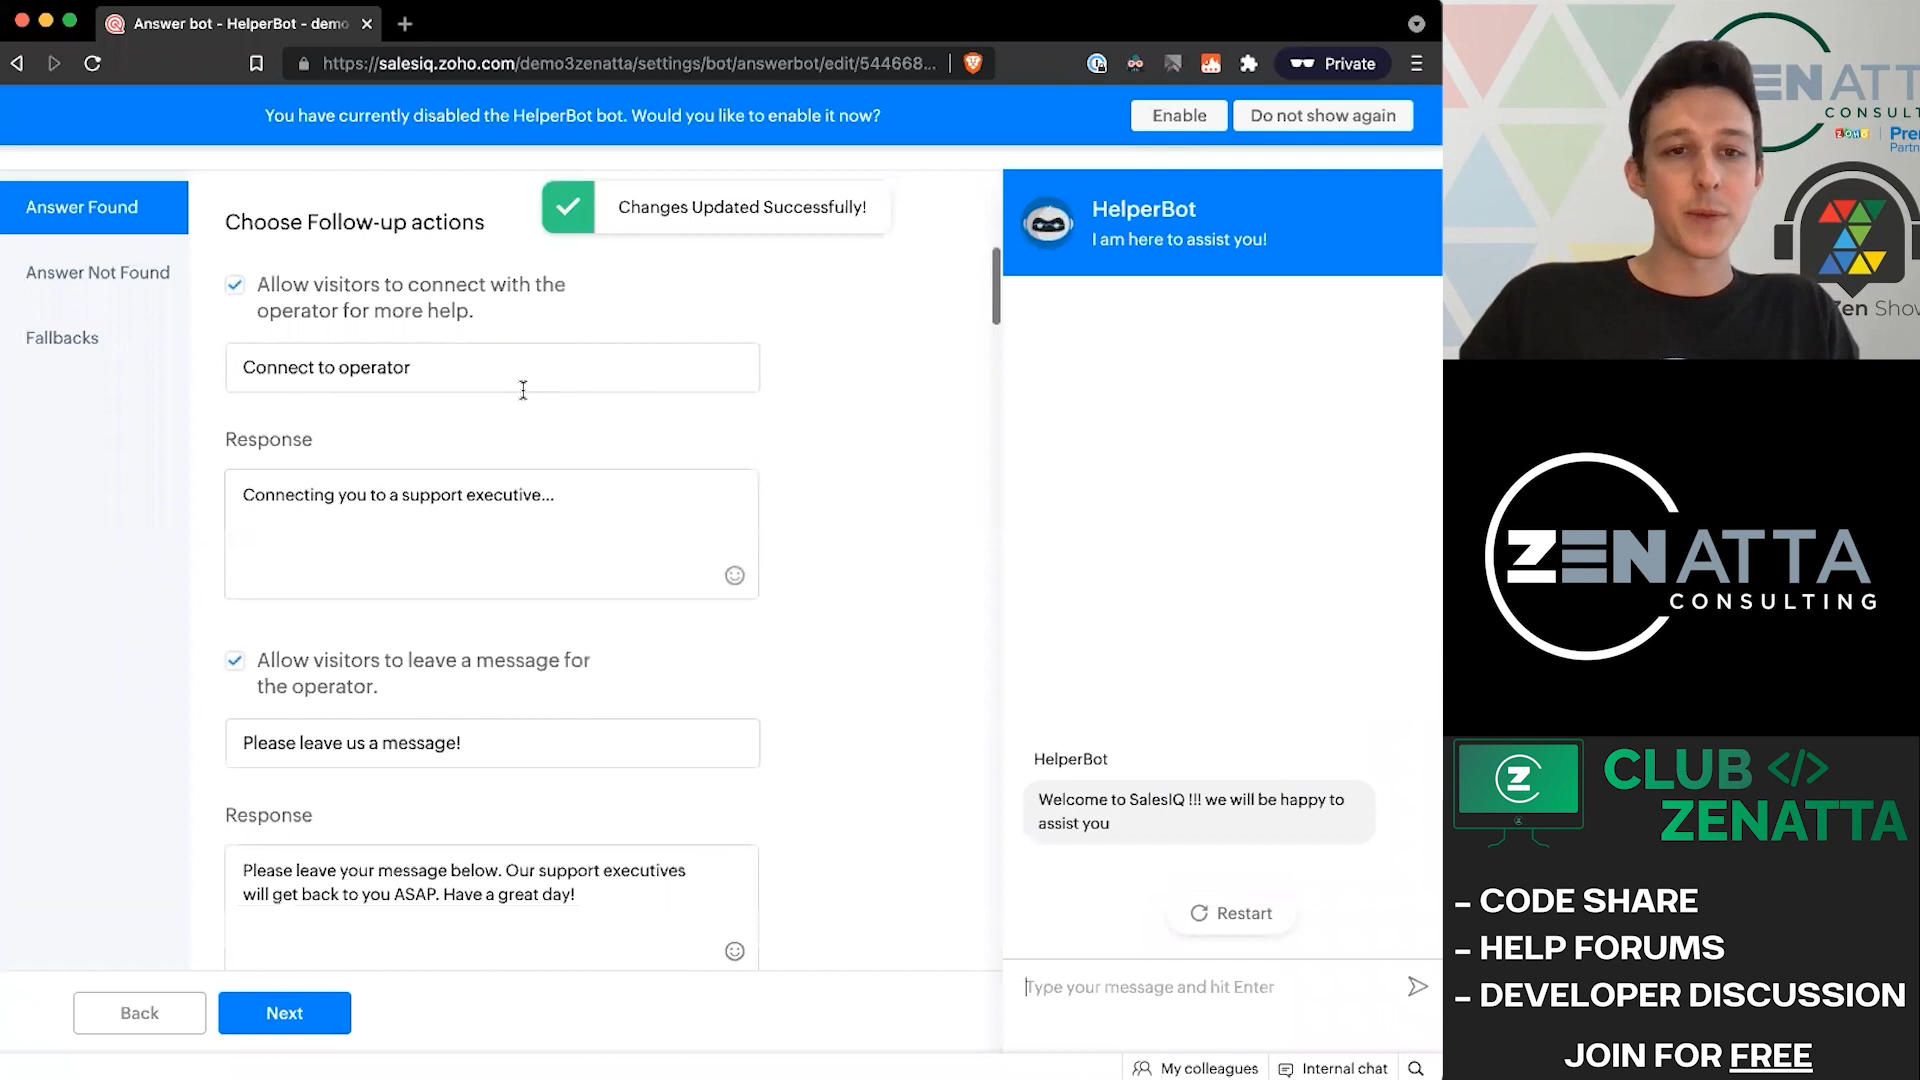 Answer bot - HelperBot - demo
https://salesiq.zoho.com/demo3zenatta/settings/bot/answerbot/edit/544668...
Private
You have currently disabled the HelperBot bot. Would you like to enable it now?
Enable
Do not show again
Answer Found
Answer Not Found
Fallbacks
Choose Follow-up actions
Changes Updated Successfully!
Allow visitors to connect with the
operator for more help.
Connect to operator
Response
Connecting you to a support executive...
Allow visitors to leave a message for
the operator.
Please leave us a message!
Response
Please leave your message below. Our support executives
will get back to you ASAP. Have a great day!
Back
Next
HelperBot
I am here to assist you!
HelperBot
Welcome to SalesIQ !!! we will be happy to
assist you
Restart
Type your message and hit Enter
My colleagues
Internal chat
ZENATTA
CONSULTING
CLUB </>
ZENATTA
- CODE SHARE
- HELP FORUMS
- DEVELOPER DISCUSSION
JOIN FOR FREE